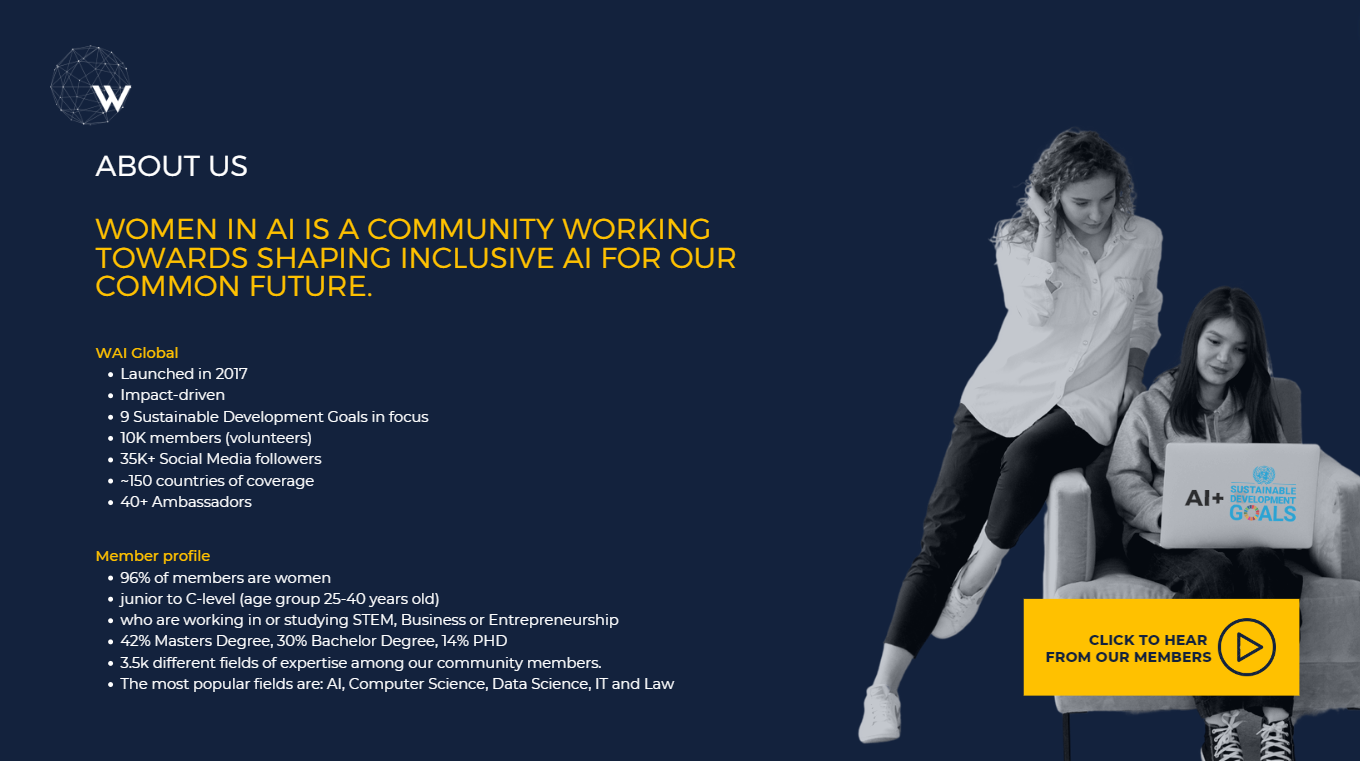 W
ABOUT US
WOMEN IN AI IS A COMMUNITY WORKING
TOWARDS SHAPING INCLUSIVE AI FOR OUR
COMMON FUTURE.
WAI Global
• Launched in 2017
• Impact-driven
• 9 Sustainable Development Goals in focus
• 10K members (volunteers)
• 35K+ Social Media followers
• ~150 countries of coverage
• 40+ Ambassadors
Member profile
• 96% of members are women
• junior to C-level (age group 25-40 years old)
• who are working in or studying STEM, Business or Entrepreneurship
• 42% Masters Degree, 30% Bachelor Degree, 14% PHD
• 3.5k different fields of expertise among our community members.
• The most popular fields are: AI, Computer Science, Data Science, IT and Law
AI+
SUSTAINABLE
DEVELOPMENT
GOALS
CLICK TO HEAR
FROM OUR MEMBERS